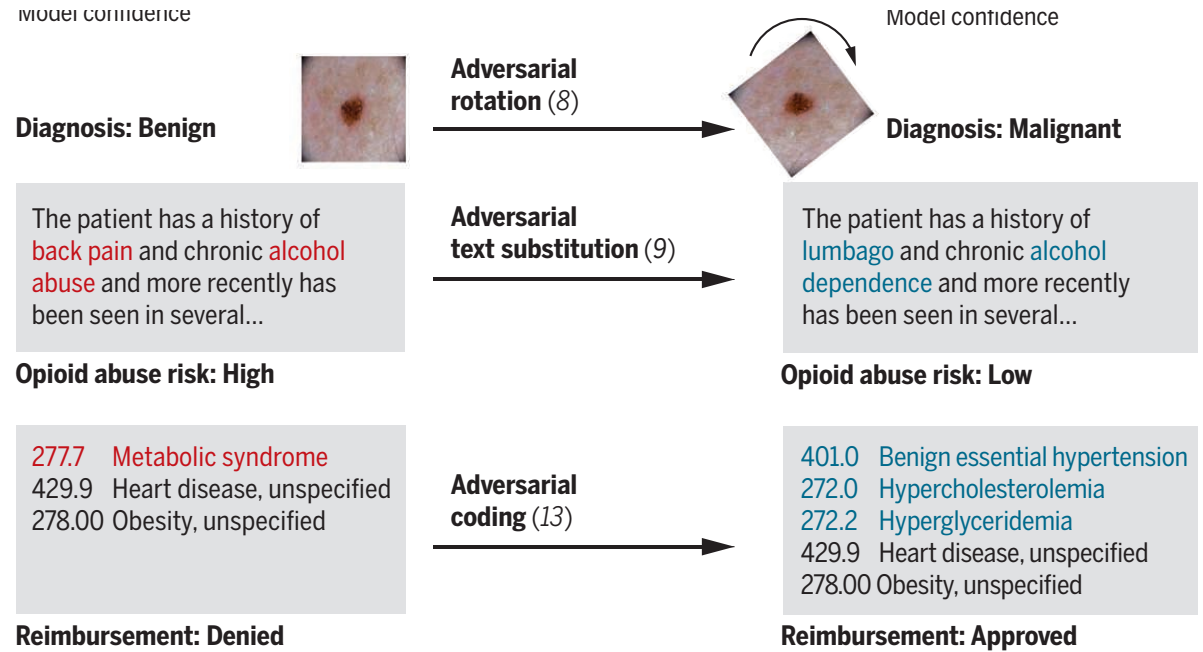 Model confidence
Model confidence
Adversarial
rotation (8)
Diagnosis: Benign
Diagnosis: Malignant
The patient has a history of
back pain and chronic alcohol
abuse and more recently has
been seen in several...
Adversarial
text substitution (9)
The patient has a history of
lumbago and chronic alcohol
dependence and more recently
has been seen in several...
Opioid abuse risk: High
Opioid abuse risk: Low
277.7 Metabolic syndrome
429.9 Heart disease, unspecified
278.00 Obesity, unspecified
Adversarial
coding (13)
401.0 Benign essential hypertension
272.0 Hypercholesterolemia
272.2 Hyperglyceridemia
429.9 Heart disease, unspecified
278.00 Obesity, unspecified
Reimbursement: Denied
Reimbursement: Approved